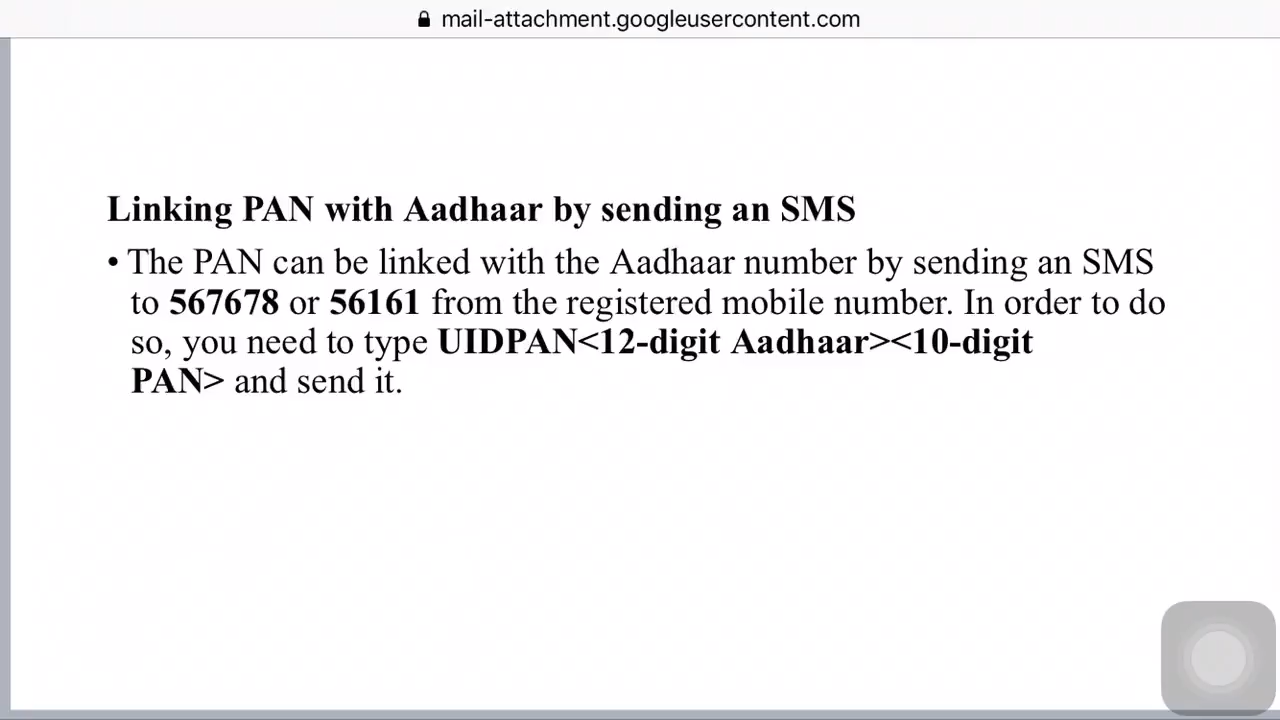 mail-attachment.googleusercontent.com
Linking PAN with Aadhaar by sending an SMS
• The PAN can be linked with the Aadhaar number by sending an SMS
to 567678 or 56161 from the registered mobile number. In order to do
so, you need to type UIDPAN<12-digit Aadhaar><10-digit
PAN> and send it.